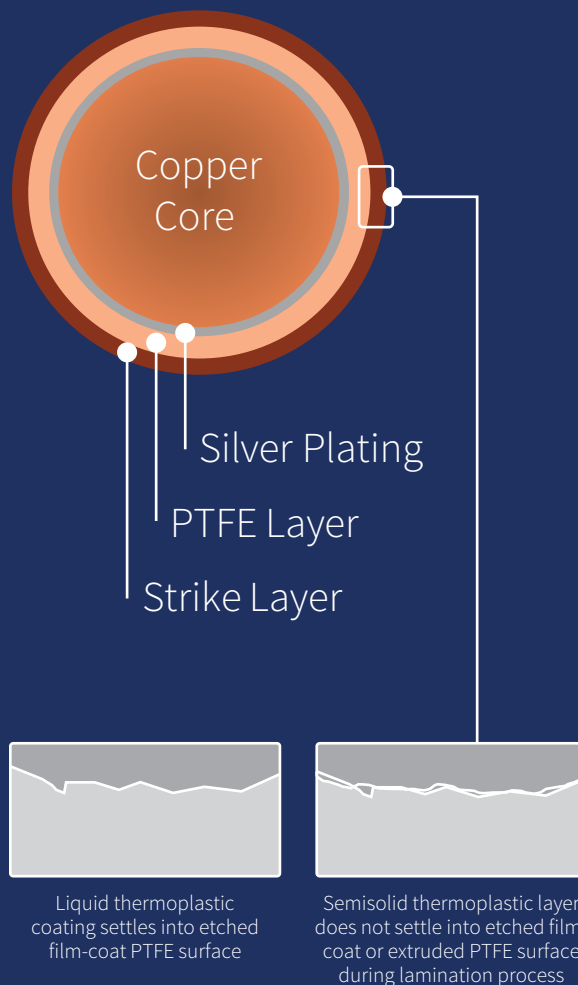 Copper
Core
Silver Plating
PTFE Layer
Strike Layer
Liquid thermoplastic
coating settles into etched
film-coat PTFE surface
Semisolid thermoplastic layer
does not settle into etched film-
coat or extruded PTFE surface
during lamination process